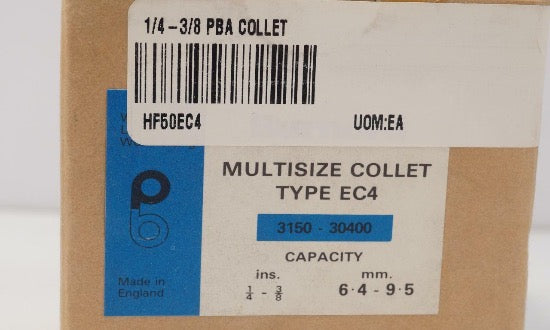 1/4 - 3/8 PBA COLLET
HF50EC4 UOM:EA
MULTISIZE COLLET
TYPE EC4
3150 - 30400
CAPACITY
ins. mm.
1/4 - 3/8 6·4 - 9·5
pb
Made in
England